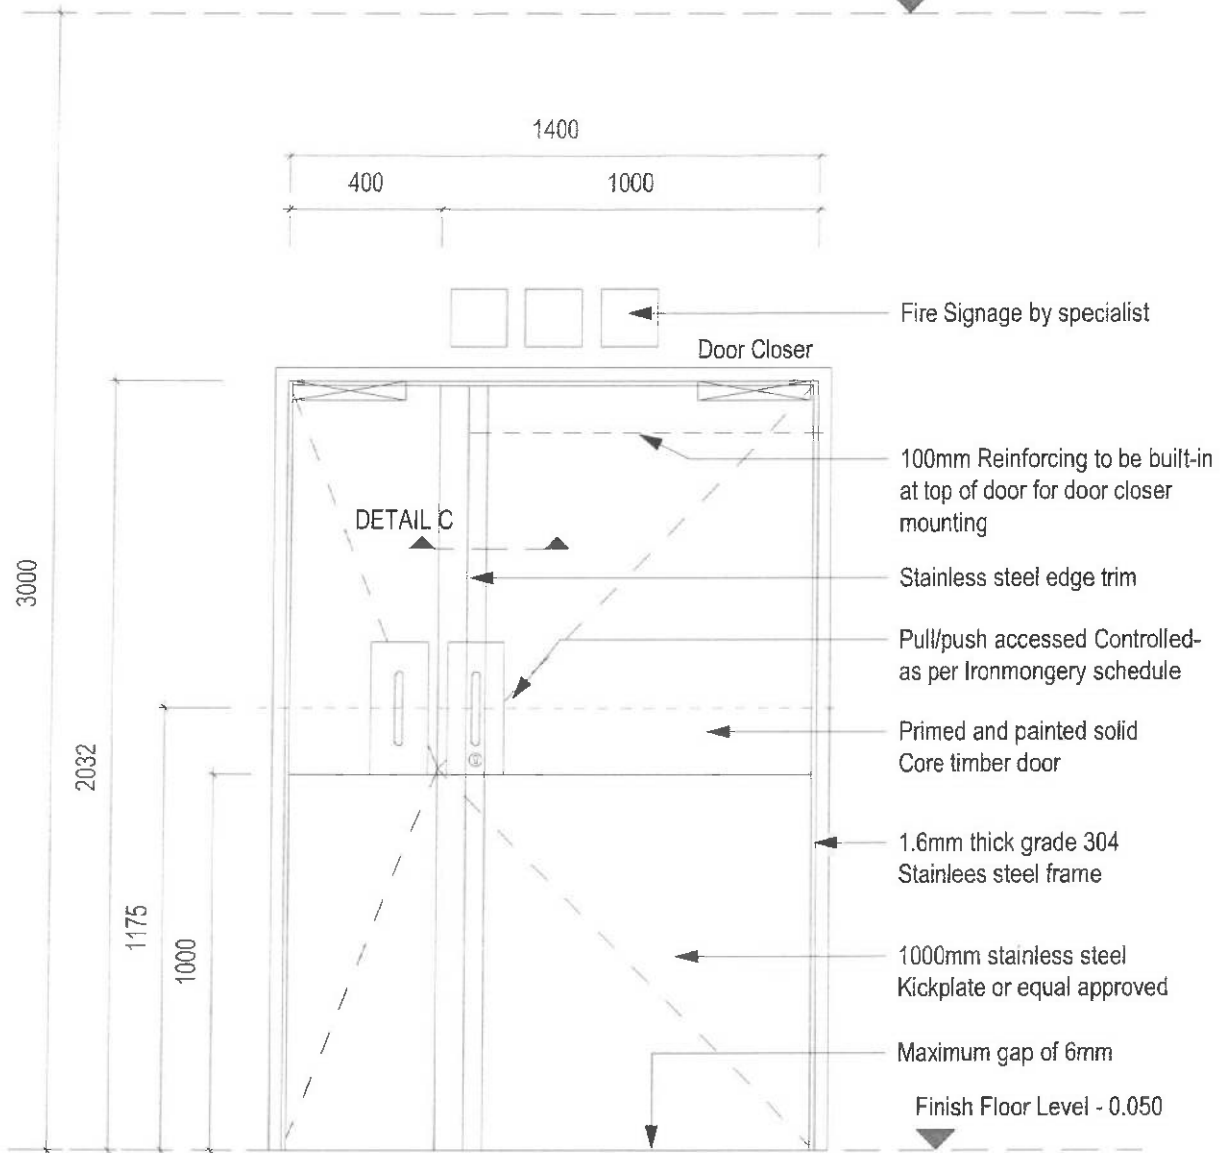 1400
400
1000
Fire Signage by specialist
Door Closer
100mm Reinforcing to be built-in
at top of door for door closer
mounting
DETAIL C
Stainless steel edge trim
Pull/push accessed Controlled-
as per Ironmongery schedule
Primed and painted solid
Core timber door
1.6mm thick grade 304
Stainlees steel frame
1000mm stainless steel
Kickplate or equal approved
Maximum gap of 6mm
Finish Floor Level - 0.050
3000
2032
1175
1000